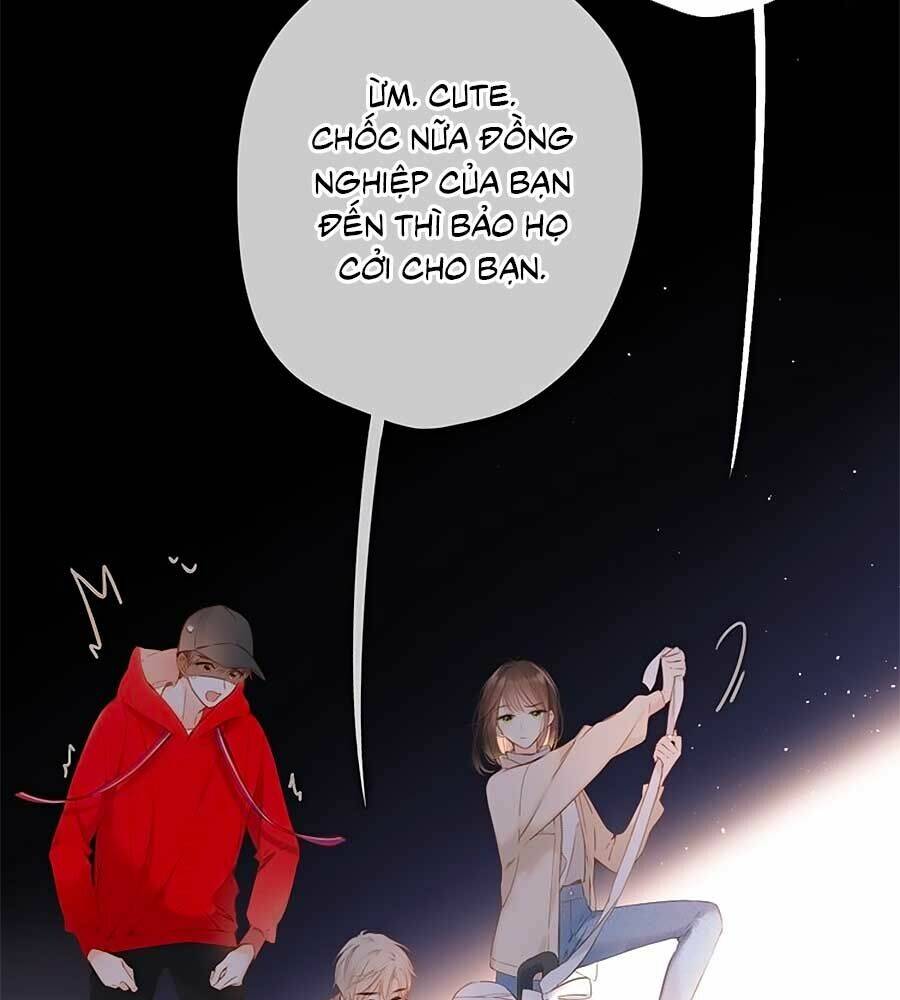 ỪM. CUTE.
CHỐC NỮA ĐỒNG
NGHIỆP CỦA BẠN
ĐẾN THÌ BẢO HỌ
CỞI CHO BẠN.